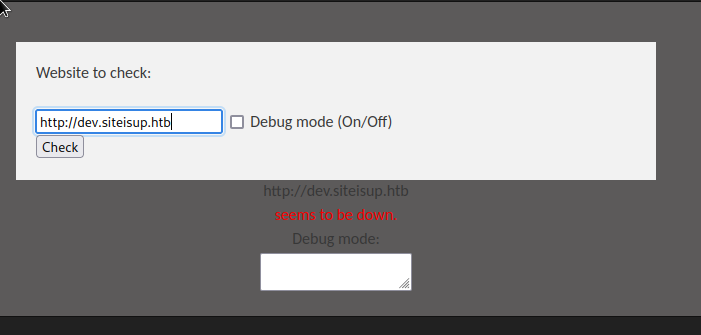 Website to check:
http://dev.siteisup.htb Debug mode (On/Off)
Check
http://dev.siteisup.htb
seems to be down.
Debug mode: